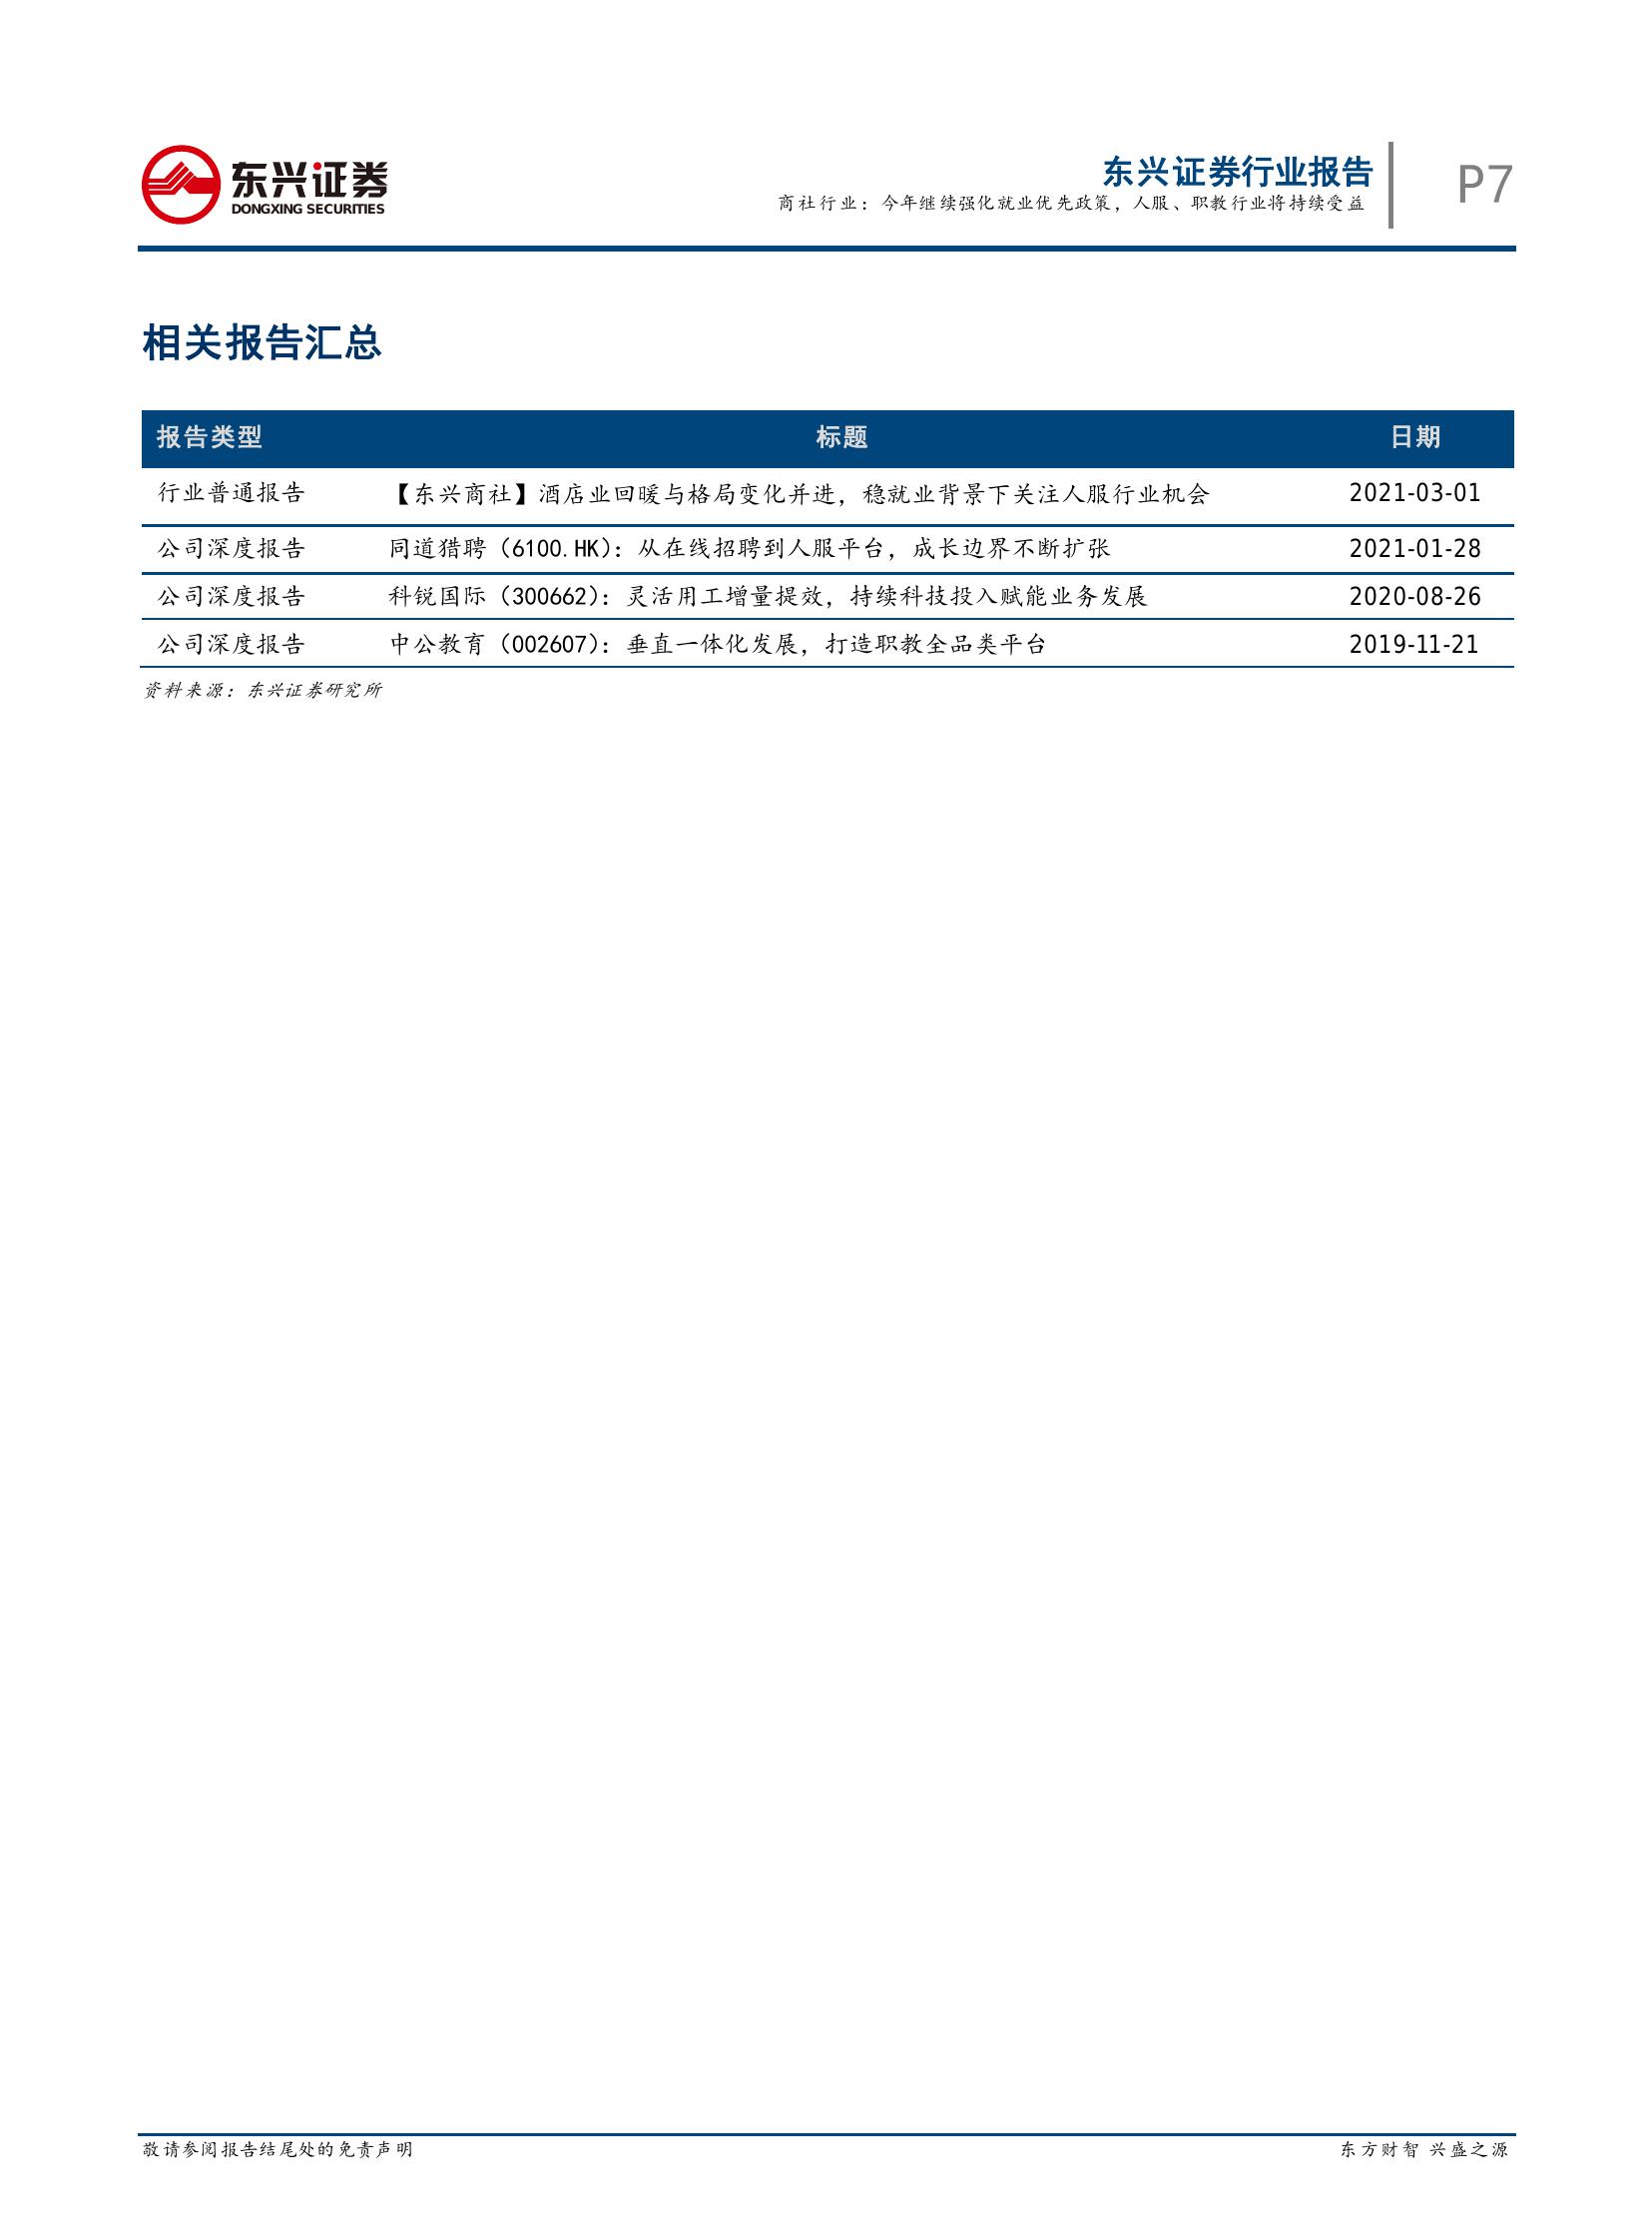 东兴证券
DONGXING SECURITIES
东兴证券行业报告
商社行业：今年继续强化就业优先政策，人服、职教行业将持续受益
P7
相关报告汇总
报告类型 标题 日期
行业普通报告 【东兴商社】酒店业回暖与格局变化并进，稳就业背景下关注人服行业机会 2021-03-01
公司深度报告 同道猎聘（6100.HK）：从在线招聘到人服平台，成长边界不断扩张 2021-01-28
公司深度报告 科锐国际（300662）：灵活用工增量提效，持续科技投入赋能业务发展 2020-08-26
公司深度报告 中公教育（002607）：垂直一体化发展，打造职教全品类平台 2019-11-21
资料来源：东兴证券研究所
敬请参阅报告结尾处的免责声明 东方财智 兴盛之源